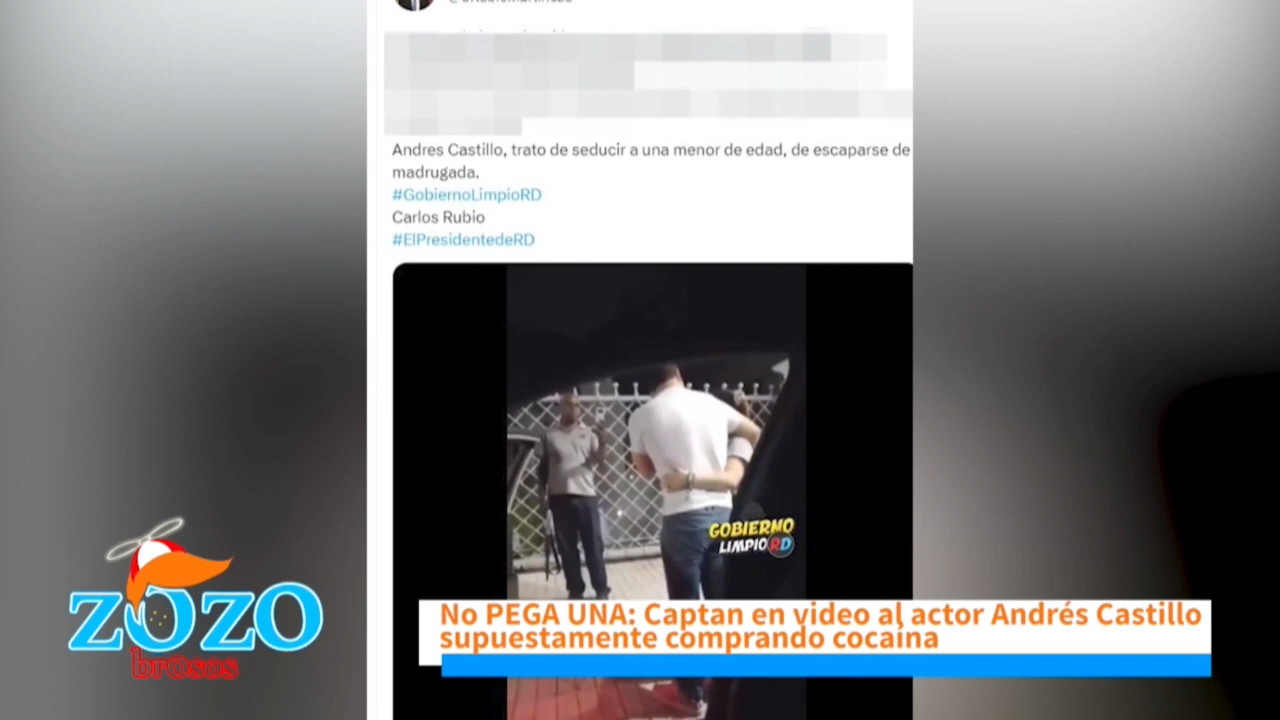 Andres Castillo, trato de seducir a una menor de edad, de escaparse de
madrugada.
#GobiernoLimpioRD
Carlos Rubio
#ElPresidentedeRD
GOBIERNO
LIMPIO RD
No PEGA UNA: Captan en video al actor Andrés Castillo
supuestamente comprando cocaína
ZOZO
brosos